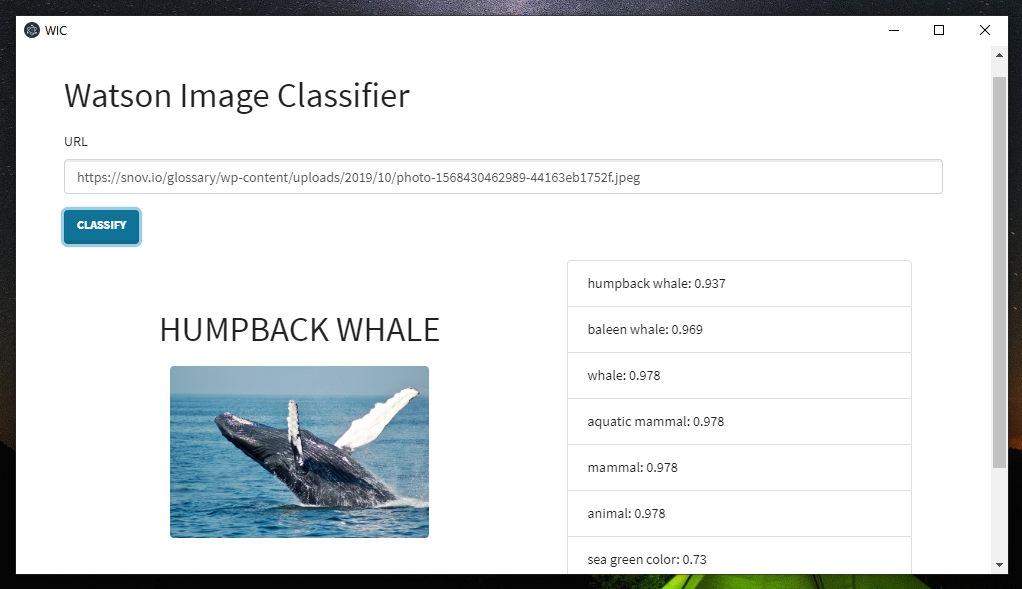 WIC
Watson Image Classifier
URL
https://snov.io/glossary/wp-content/uploads/2019/10/photo-1568430462989-44163eb1752f.jpeg
CLASSIFY
HUMPBACK WHALE
humpback whale: 0.937
baleen whale: 0.969
whale: 0.978
aquatic mammal: 0.978
mammal: 0.978
animal: 0.978
sea green color: 0.73